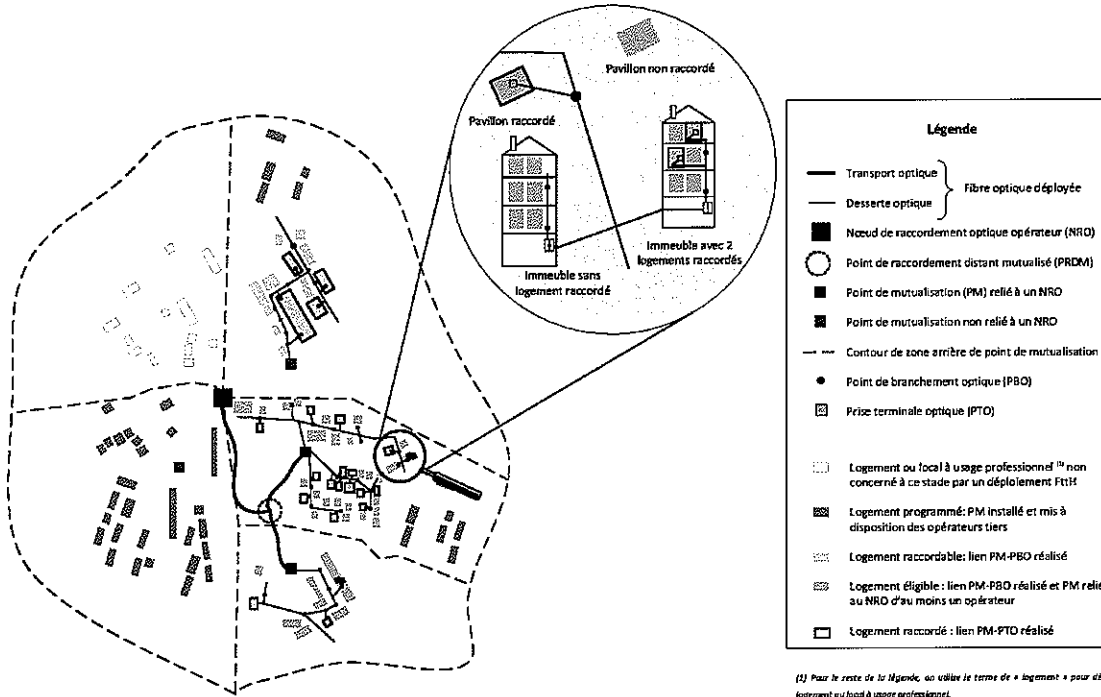 Pavillon non raccordé
Pavillon raccordé
Immeuble avec 2
logements raccordés
Immeuble sans
logement raccordé
Légende
Transport optique
Desserte optique
Fibre optique déployée
Nœud de raccordement optique opérateur (NRO)
Point de raccordement distant mutualisé (PRDM)
Point de mutualisation (PM) relié à un NRO
Point de mutualisation non relié à un NRO
Contour de zone arrière de point de mutualisation
Point de branchement optique (PBO)
Prise terminale optique (PTO)
Logement ou local à usage professionnel (1) non
concerné à ce stade par un déploiement FttH
Logement programmé: PM installé et mis à
disposition des opérateurs tiers
Logement raccordable: lien PM-PBO réalisé
Logement éligible : lien PM-PBO réalisé et PM relié
au NRO d'au moins un opérateur
Logement raccordé : lien PM-PTO réalisé
(1) Pour le reste de la légende, on utilise le terme de « logement » pour
logement ou local à usage professionnel.